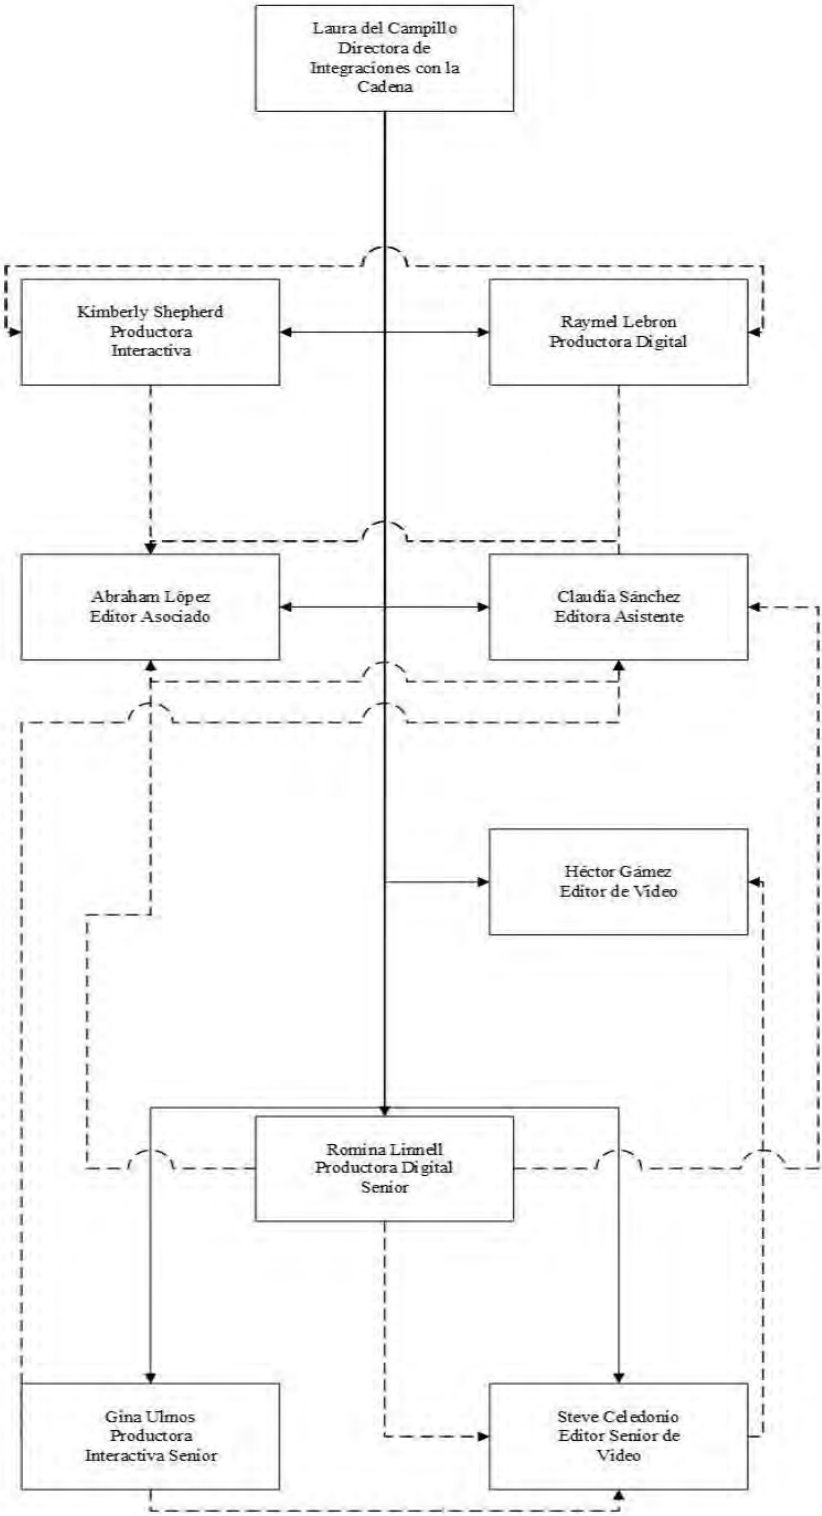 Laura del Campillo
Directora de
Integraciones con la
Cadena
Kimberly Shepherd
Productora
Interactiva
Raymel Lebron
Productora Digital
Abraham López
Editor Asociado
Claudia Sánchez
Editora Asistente
Héctor Gámez
Editor de Video
Romina Linnell
Productora Digital
Senior
Gina Ulmos
Productora
Interactiva Senior
Steve Celedonio
Editor Senior de
Video